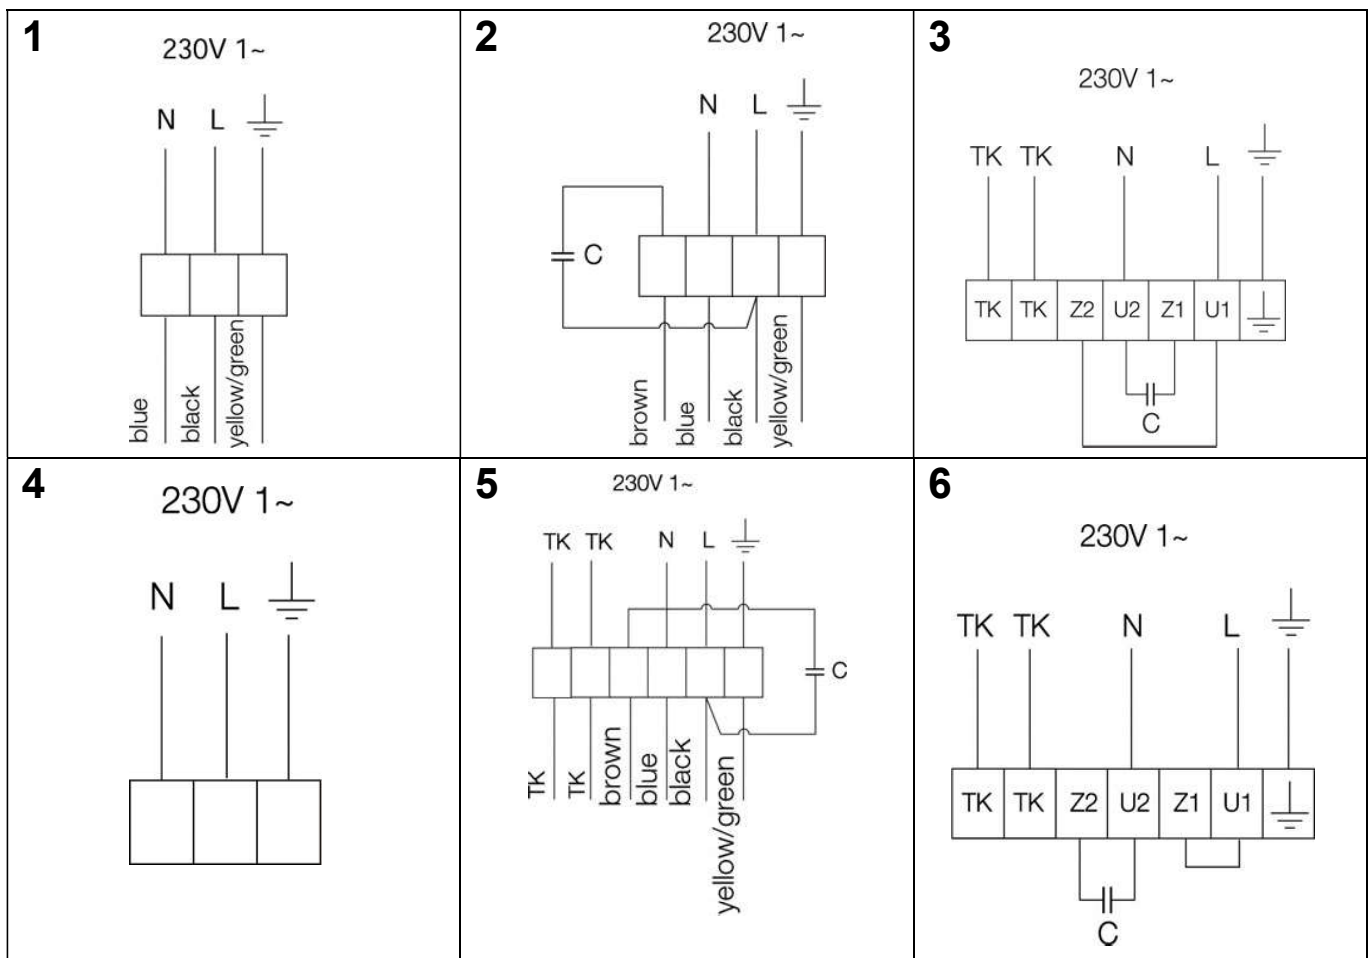 1
230V 1~
N L
blue
black
yellow/green
2
230V 1~
N L
C
brown
blue
black
yellow/green
3
230V 1~
TK TK N L
TK TK Z2 U2 Z1 U1
C
4
230V 1~
N L
5
230V 1~
TK TK N L
C
TK
TK
brown
blue
black
yellow/green
6
230V 1~
TK TK N L
TK TK Z2 U2 Z1 U1
C